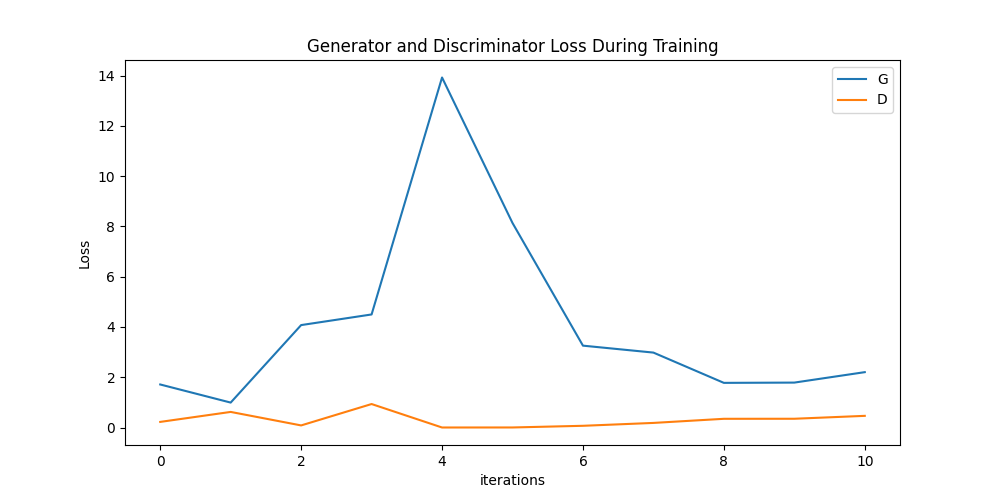 Generator and Discriminator Loss During Training
G
D
14
12
10
8
6
4
2
0
Loss
0 2 4 6 8 10
iterations